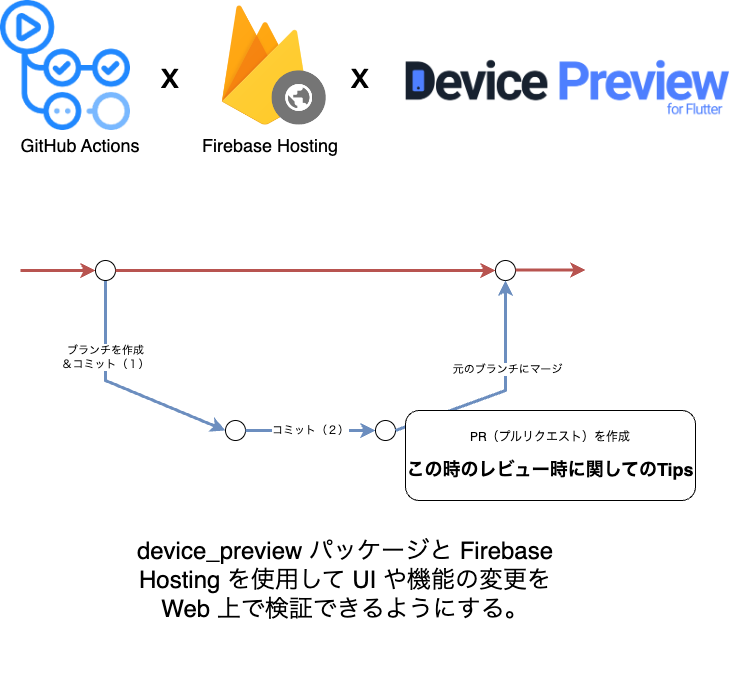 x
x
Device Preview
for Flutter
GitHub Actions
Firebase Hosting
ブランチを作成
＆コミット（１）
元のブランチにマージ
コミット（２）
PR（プルリクエスト）を作成
この時のレビュー時に関してのTips
device_preview パッケージと Firebase
Hosting を使用して UI や機能の変更を
Web 上で検証できるようにする。